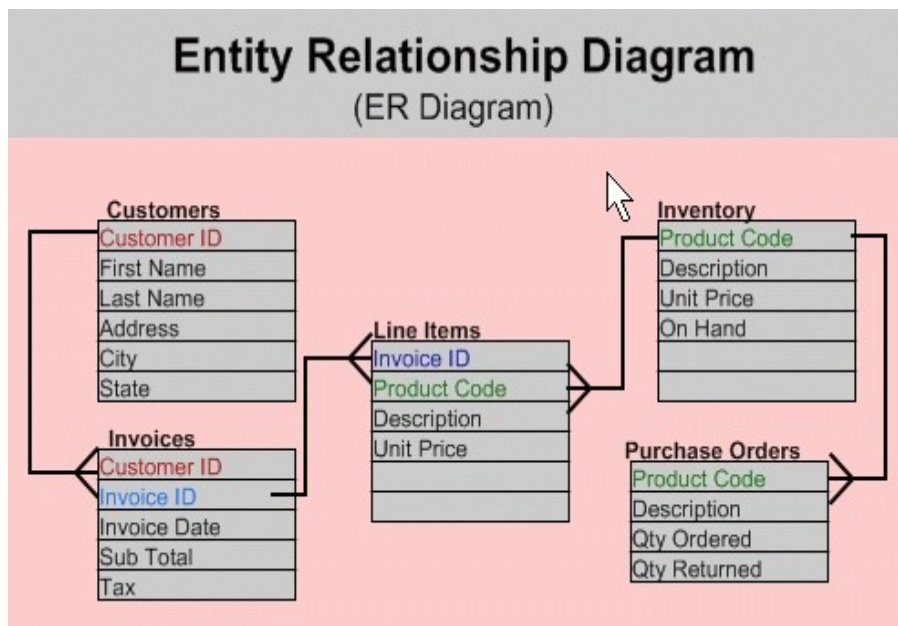 Entity Relationship Diagram
(ER Diagram)
Customers
Customer ID
First Name
Last Name
Address
City
State
Invoices
Customer ID
Invoice ID
Invoice Date
Sub Total
Tax
Line Items
Invoice ID
Product Code
Description
Unit Price
Inventory
Product Code
Description
Unit Price
On Hand
Purchase Orders
Product Code
Description
Qty Ordered
Qty Returned